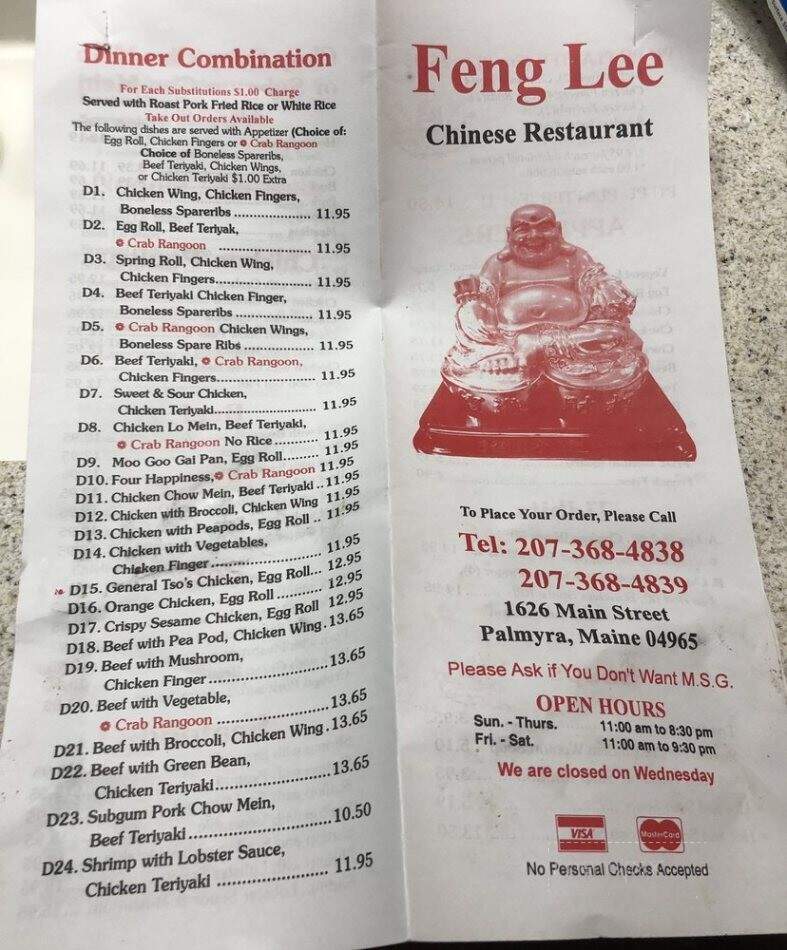 Dinner Combination
For Each Substitutions $1.00 Charge
Served with Roast Pork Fried Rice or White Rice
Take Out Orders Available
The following dishes are served with Appetizer (Choice of:
Egg Roll, Chicken Fingers or Crab Rangoon
Choice of Boneless Spareribs,
Beef Teriyaki, Chicken Wings,
or Chicken Teriyaki $1.00 Extra
D1. Chicken Wing, Chicken Fingers,
Boneless Spareribs ..................... 11.95
D2. Egg Roll, Beef Teriyak,
Crab Rangoon ......................... 11.95
D3. Spring Roll, Chicken Wing,
Chicken Fingers.......................... 11.95
D4. Beef Teriyaki Chicken Finger,
Boneless Spareribs ..................... 11.95
D5. Crab Rangoon Chicken Wings,
Boneless Spare Ribs ................... 11.95
D6. Beef Teriyaki, Crab Rangoon,
Chicken Fingers.......................... 11.95
D7. Sweet & Sour Chicken,
Chicken Teriyaki.......................... 11.95
D8. Chicken Lo Mein, Beef Teriyaki,
Crab Rangoon No Rice ........... 11.95
D9. Moo Goo Gai Pan, Egg Roll......... 11.95
D10. Four Happiness, Crab Rangoon 11.95
D11. Chicken Chow Mein, Beef Teriyaki .. 11.95
D12. Chicken with Broccoli, Chicken Wing 11.95
D13. Chicken with Peapods, Egg Roll .. 11.95
D14. Chicken with Vegetables,
Chicken Finger........................... 11.95
D15. General Tso's Chicken, Egg Roll... 12.95
D16. Orange Chicken, Egg Roll .......... 12.95
D17. Crispy Sesame Chicken, Egg Roll 12.95
D18. Beef with Pea Pod, Chicken Wing. 13.65
D19. Beef with Mushroom,
Chicken Finger........................... 13.65
D20. Beef with Vegetable,
Crab Rangoon ......................... 13.65
D21. Beef with Broccoli, Chicken Wing. 13.65
D22. Beef with Green Bean,
Chicken Teriyaki.......................... 13.65
D23. Subgum Pork Chow Mein,
Beef Teriyaki............................. 10.50
D24. Shrimp with Lobster Sauce,
Chicken Teriyaki ....................... 11.95
Feng Lee
Chinese Restaurant
To Place Your Order, Please Call
Tel: 207-368-4838
207-368-4839
1626 Main Street
Palmyra, Maine 04965
Please Ask if You Don't Want M.S.G.
OPEN HOURS
Sun. - Thurs. 11:00 am to 8:30 pm
Fri. - Sat. 11:00 am to 9:30 pm
We are closed on Wednesday
VISA MasterCard
No Personal Checks Accepted